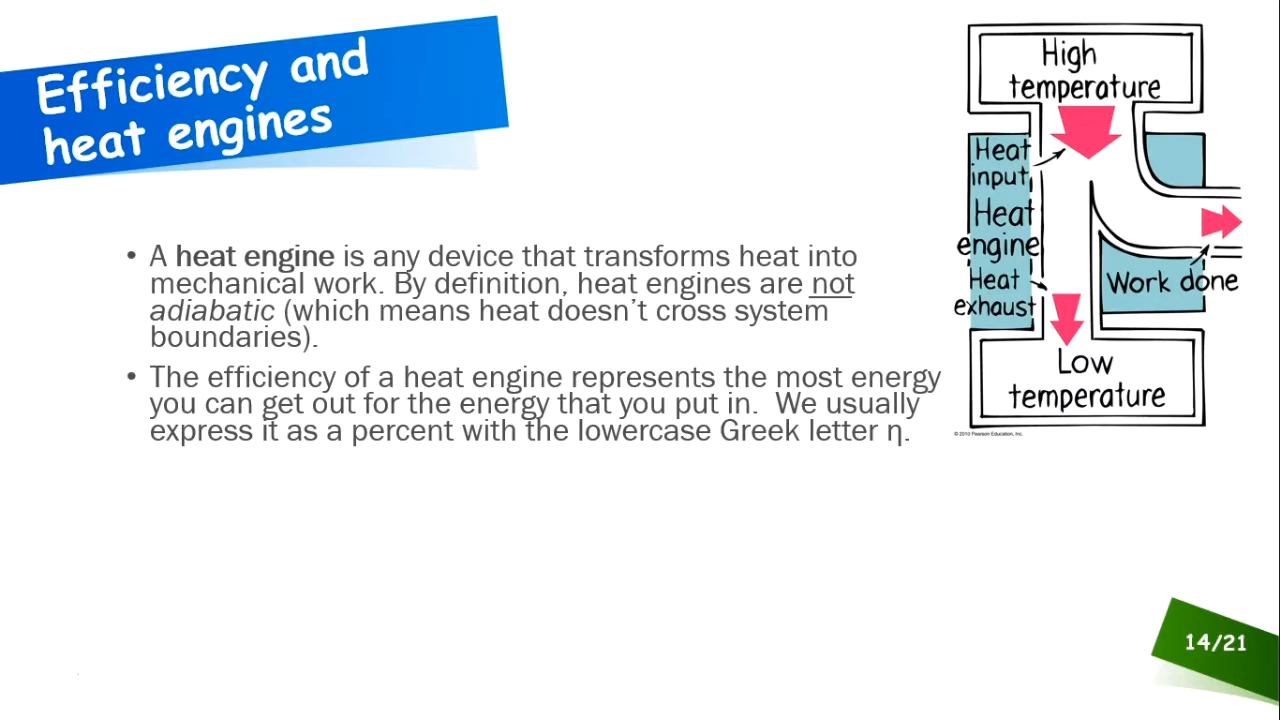 Efficiency and
heat engines
• A heat engine is any device that transforms heat into
mechanical work. By definition, heat engines are not
adiabatic (which means heat doesn’t cross system
boundaries).
• The efficiency of a heat engine represents the most energy
you can get out for the energy that you put in.  We usually
express it as a percent with the lowercase Greek letter η.
High
temperature
Heat
input
Heat
engine
Heat
exhaust
Work done
Low
temperature
© 2010 Pearson Education, Inc.
14/21